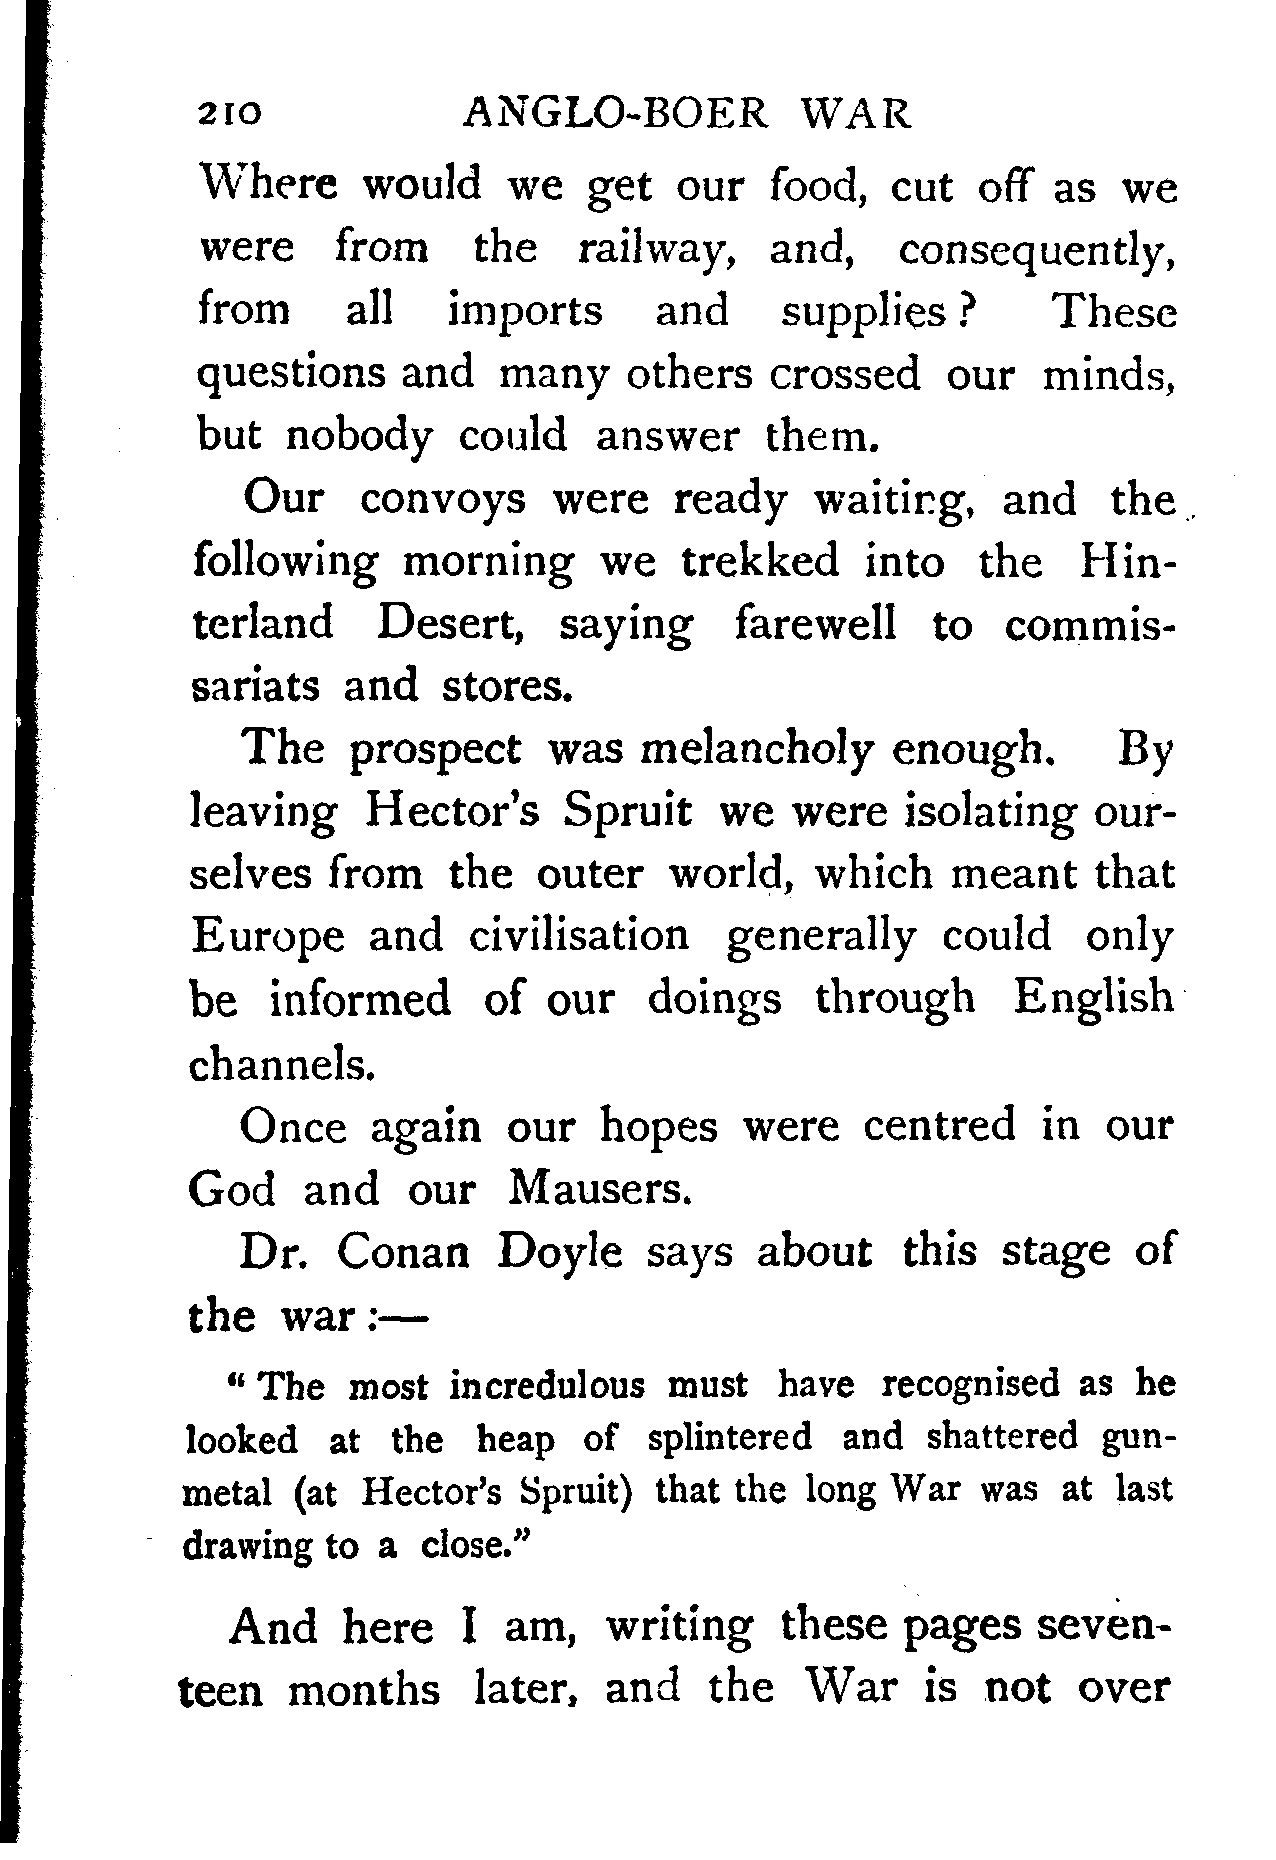 210 ANGLO-BOER WAR
Where would we get our food, cut off as we
were from the railway, and, consequently,
from all imports and supplies? These
questions and many others crossed our minds,
but nobody could answer them.
Our convoys were ready waiting, and the
following morning we trekked into the Hin-
terland Desert, saying farewell to commis-
sariats and stores.
The prospect was melancholy enough. By
leaving Hector's Spruit we were isolating our-
selves from the outer world, which meant that
Europe and civilisation generally could only
be informed of our doings through English
channels.
Once again our hopes were centred in our
God and our Mausers.
Dr. Conan Doyle says about this stage of
the war:—
“The most incredulous must have recognised as he
looked at the heap of splintered and shattered gun-
metal (at Hector's Spruit) that the long War was at last
drawing to a close.”
And here I am, writing these pages seven-
teen months later, and the War is not over